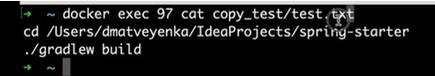 ➜ ~ docker exec 97 cat copy_test/test.txt
cd /Users/dmatveyenka/IdeaProjects/spring-starter
./gradlew build
➜ ~